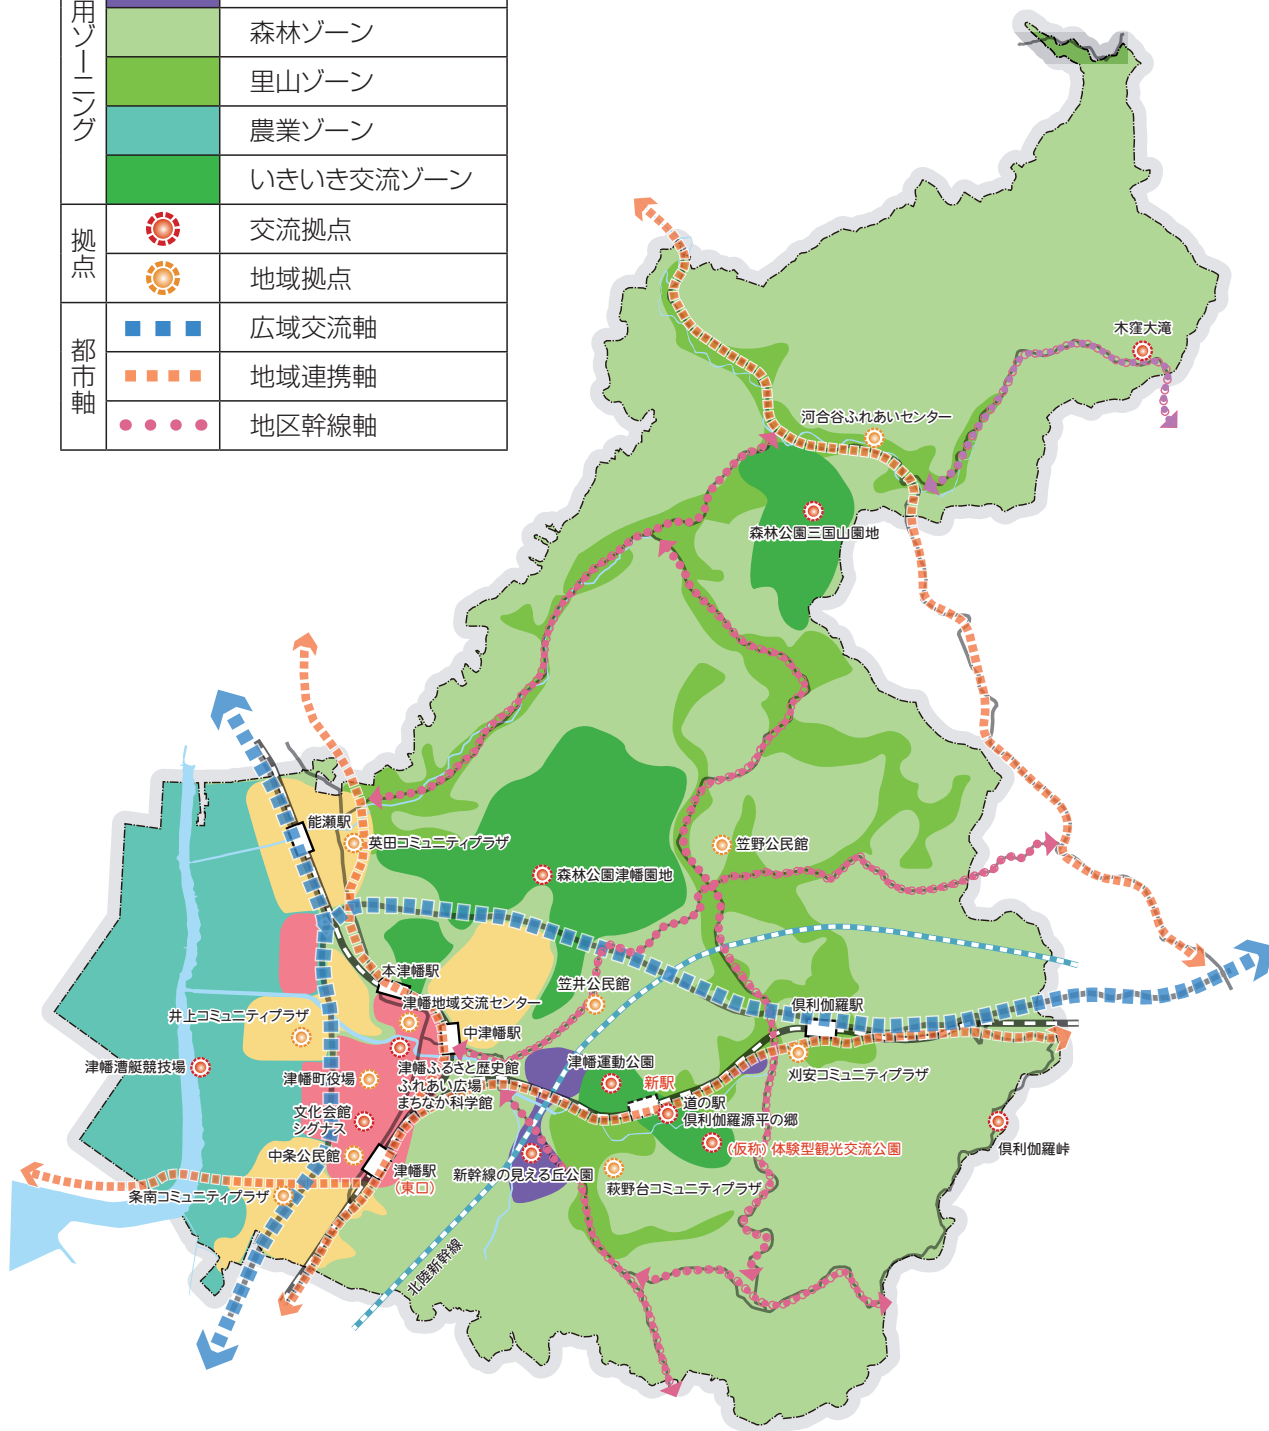 用ゾーニング
森林ゾーン
里山ゾーン
農業ゾーン
いきいき交流ゾーン
拠点
交流拠点
地域拠点
都市軸
広域交流軸
地域連携軸
地区幹線軸
木窪大滝
河合谷ふれあいセンター
森林公園三国山園地
能瀬駅
英田コミュニティプラザ
笠野公民館
森林公園津幡園地
本津幡駅
笠井公民館
津幡地域交流センター
倶利伽羅駅
井上コミュニティプラザ
中津幡駅
津幡漕艇競技場
津幡ふるさと歴史館
ふれあい広場
まちなか科学館
津幡運動公園
刈安コミュニティプラザ
津幡町役場
新駅
道の駅
倶利伽羅源平の郷
文化会館
シグナス
(仮称)体験型観光交流公園
倶利伽羅峠
中条公民館
津幡駅
(東口)
新幹線の見える丘公園
萩野台コミュニティプラザ
条南コミュニティプラザ
北陸新幹線